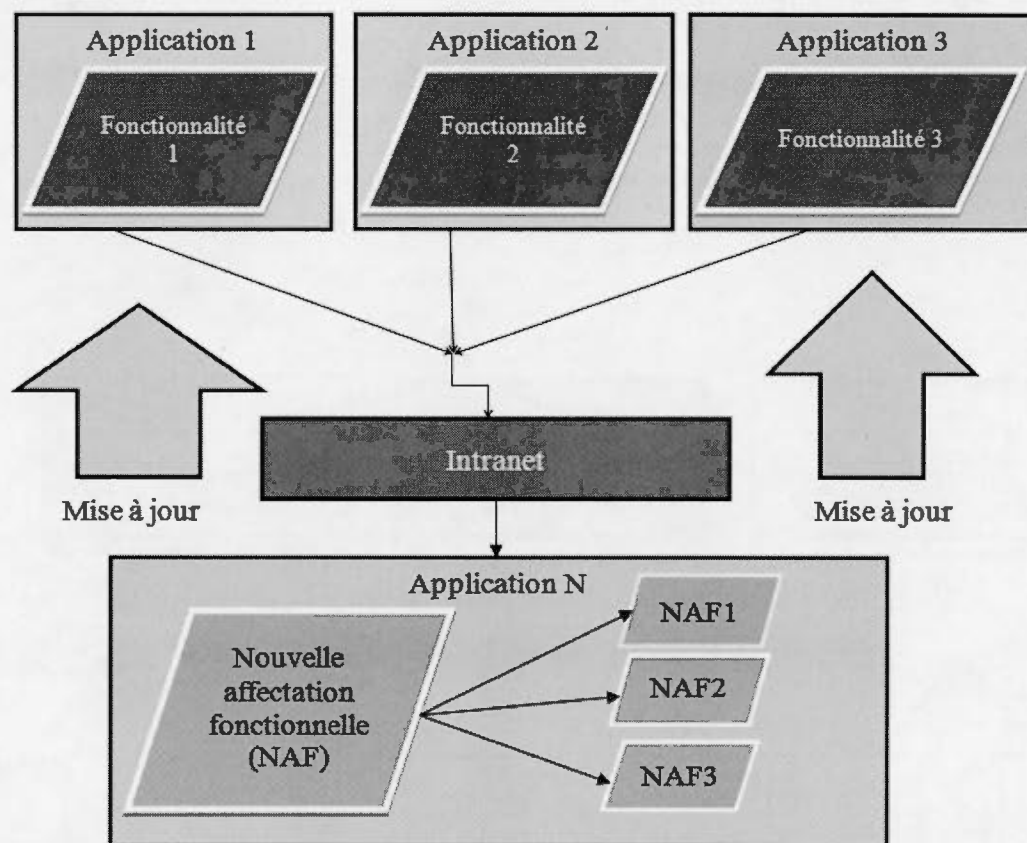 Application 1
Application 2
Application 3
Fonctionnalité
1
Fonctionnalité
2
Fonctionnalité 3
Intranet
Mise à jour
Mise à jour
Application N
Nouvelle
affectation
fonctionnelle
(NAF)
NAF1
NAF2
NAF3